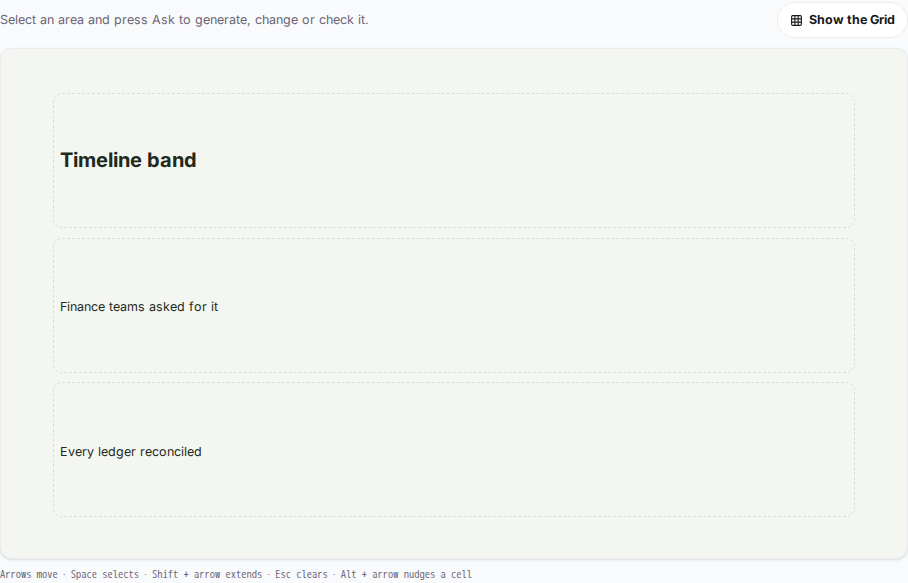 Select an area and press Ask to generate, change or check it.
Show the Grid
Timeline band
Finance teams asked for it
Every ledger reconciled
Arrows move · Space selects · Shift + arrow extends · Esc clears · Alt + arrow nudges a cell